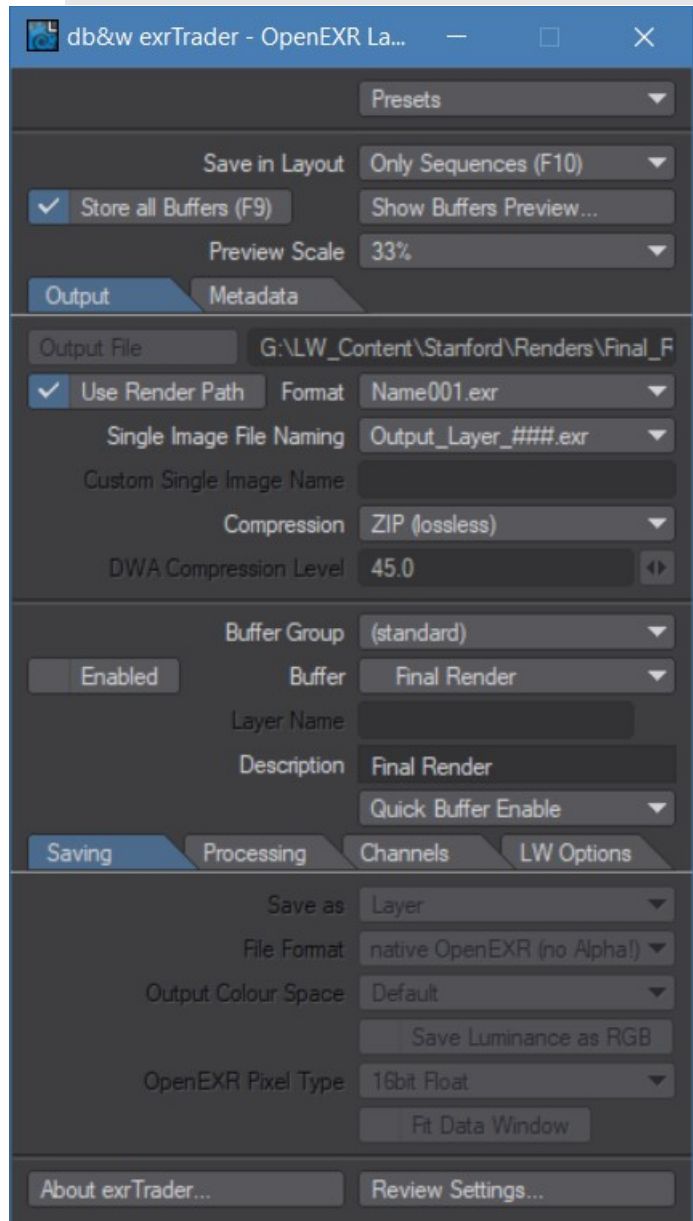 db&w exrTrader - OpenEXR La...
Presets
Save in Layout Only Sequences (F10)
Store all Buffers (F9) Show Buffers Preview...
Preview Scale 33%
Output Metadata
Output File G:\LW_Content\Stanford\Renders\Final_R
Use Render Path Format Name001.exr
Single Image File Naming Output_Layer_###.exr
Custom Single Image Name
Compression ZIP (lossless)
DWA Compression Level 45.0
Buffer Group (standard)
Enabled Buffer Final Render
Layer Name
Description Final Render
Quick Buffer Enable
Saving Processing Channels LW Options
Save as Layer
File Format native OpenEXR (no Alpha!)
Output Colour Space Default
Save Luminance as RGB
OpenEXR Pixel Type 16bit Float
Fit Data Window
About exrTrader... Review Settings...